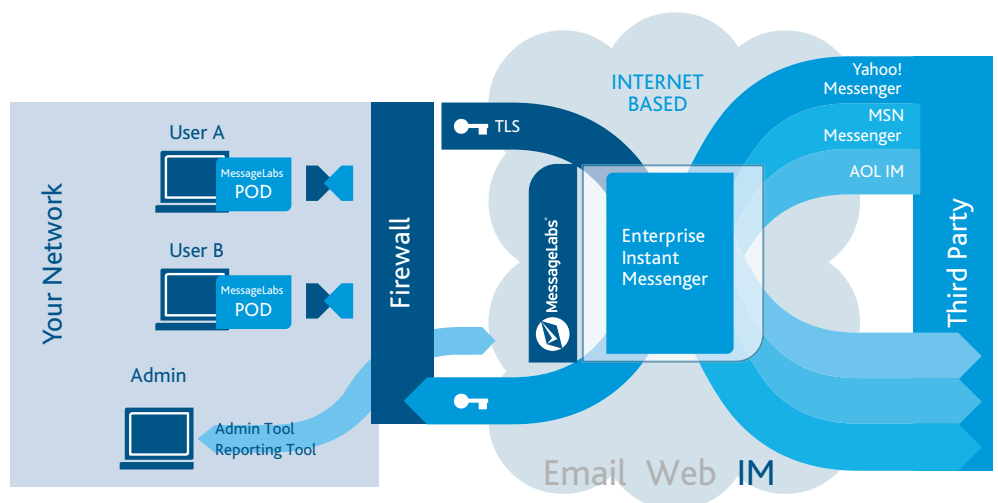 Your Network
User A
MessageLabs
POD
User B
MessageLabs
POD
Admin
Admin Tool
Reporting Tool
Firewall
TLS
INTERNET
BASED
MessageLabs
Enterprise
Instant
Messenger
Yahoo!
Messenger
MSN
Messenger
AOL IM
Third Party
Email Web IM